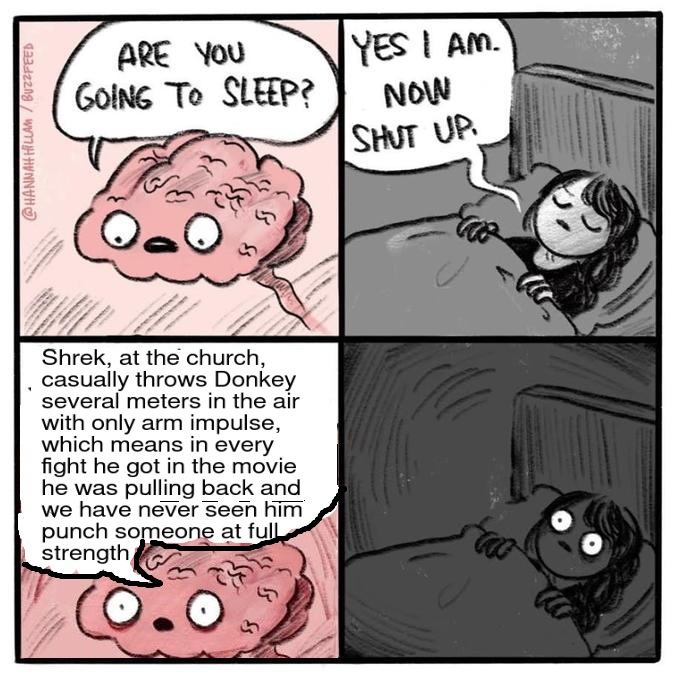 @HANNAHHILLAM / BUZZFEED
ARE YOU
GOING TO SLEEP?
YES I AM.
NOW
SHUT UP.
Shrek, at the church,
casually throws Donkey
several meters in the air
with only arm impulse,
which means in every
fight he got in the movie
he was pulling back and
we have never seen him
punch someone at full
strength